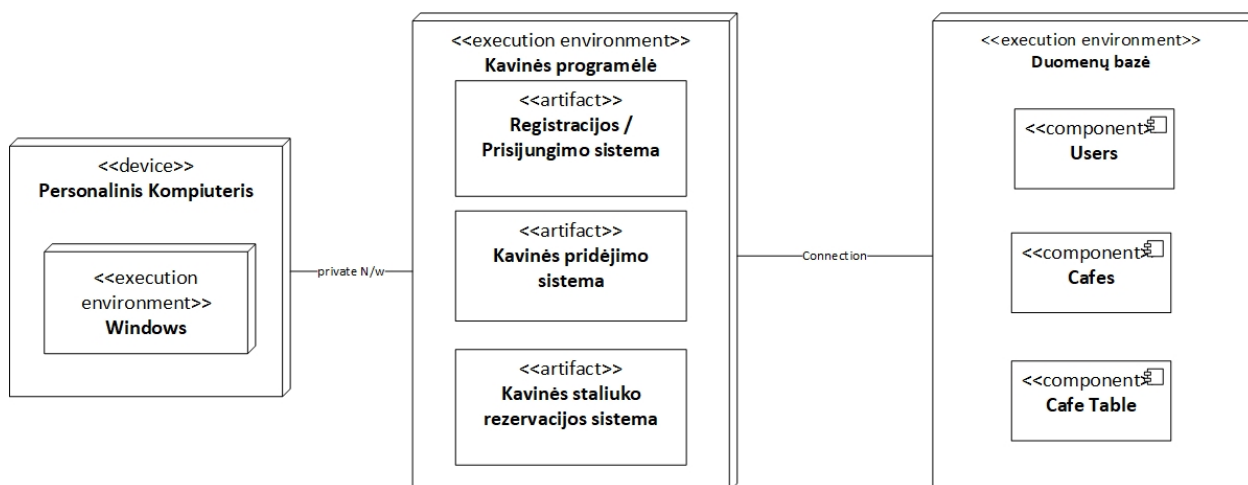 <<device>>
Personalinis Kompiuteris
<<execution
environment>>
Windows
private N/w
<<execution environment>>
Kavinės programėlė
<<artifact>>
Registracijos /
Prisijungimo sistema
<<artifact>>
Kavinės pridėjimo
sistema
<<artifact>>
Kavinės staliuko
rezervacijos sistema
Connection
<<execution environment>>
Duomenų bazė
<<component>>
Users
<<component>>
Cafes
<<component>>
Cafe Table